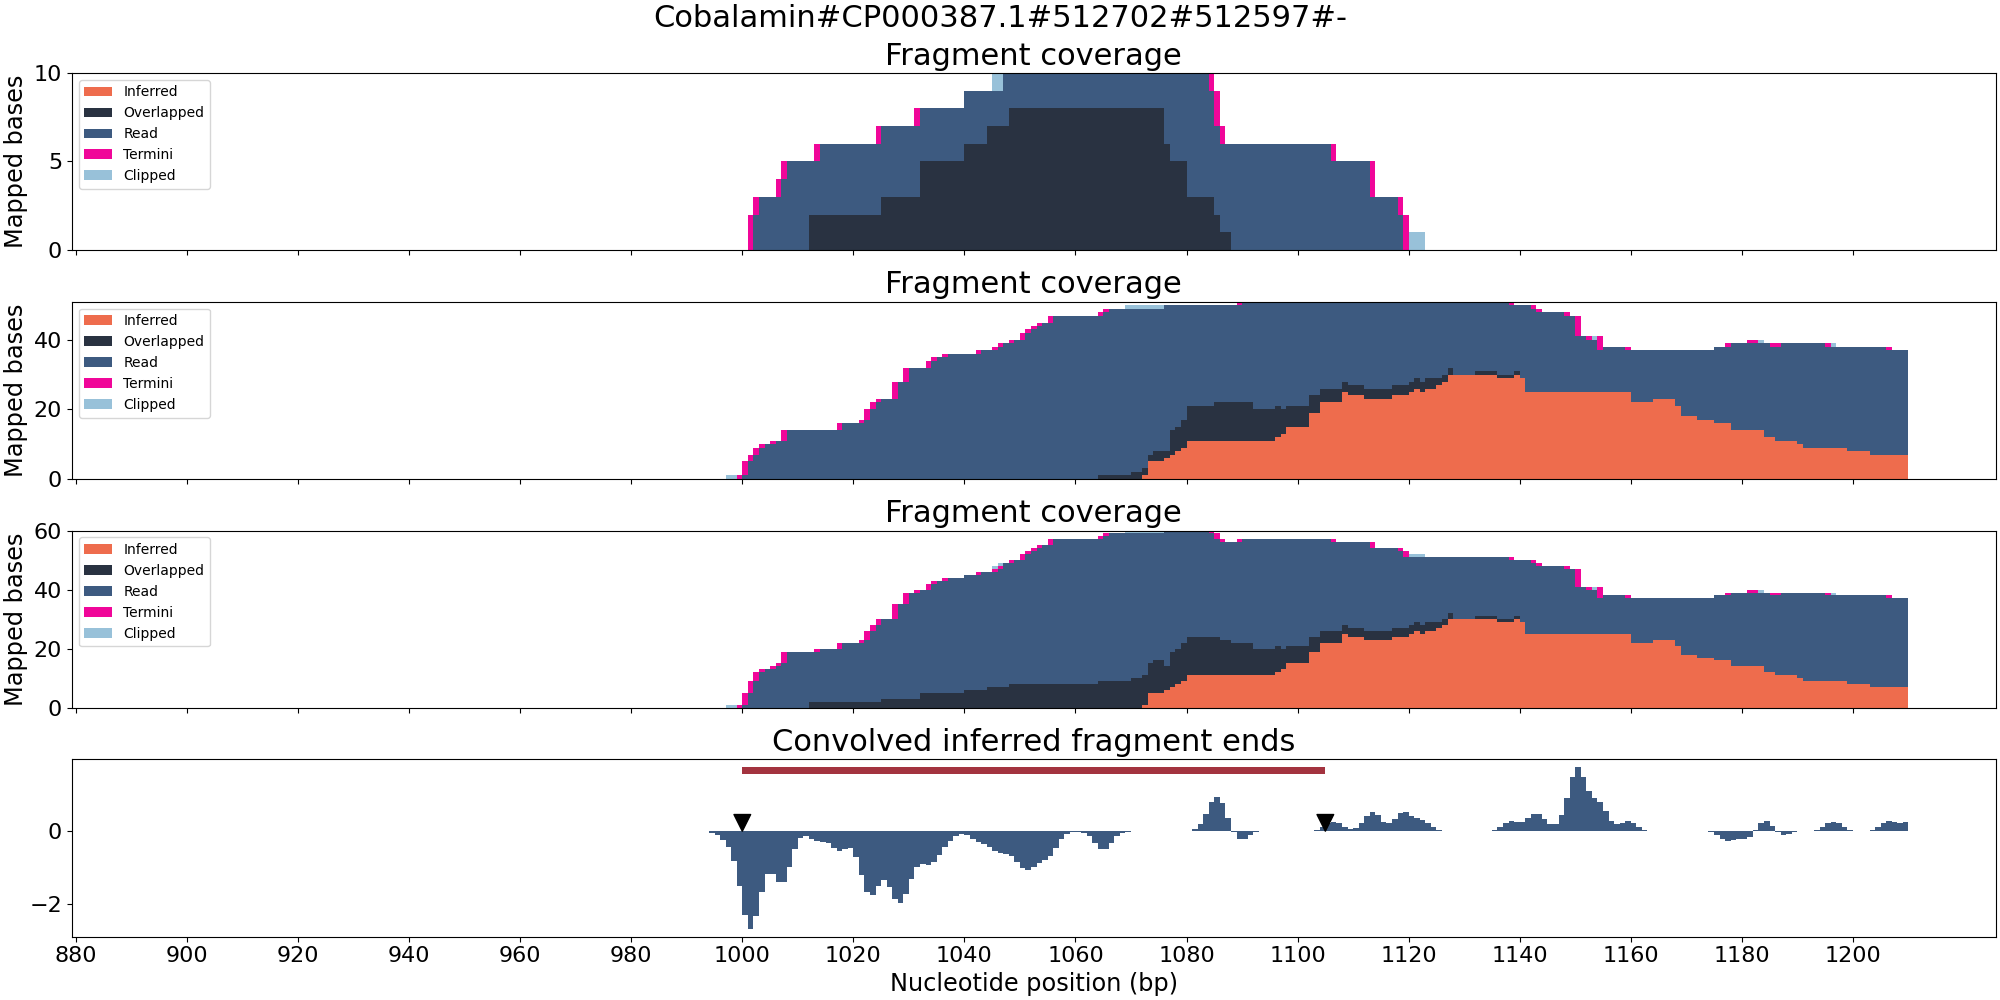 Cobalamin#CP000387.1#512702#512597#-
Fragment coverage
Mapped bases
10
5
0
Inferred
Overlapped
Read
Termini
Clipped
Fragment coverage
Mapped bases
40
20
0
Inferred
Overlapped
Read
Termini
Clipped
Fragment coverage
Mapped bases
60
40
20
0
Inferred
Overlapped
Read
Termini
Clipped
Convolved inferred fragment ends
0
−2
880 900 920 940 960 980 1000 1020 1040 1060 1080 1100 1120 1140 1160 1180 1200
Nucleotide position (bp)